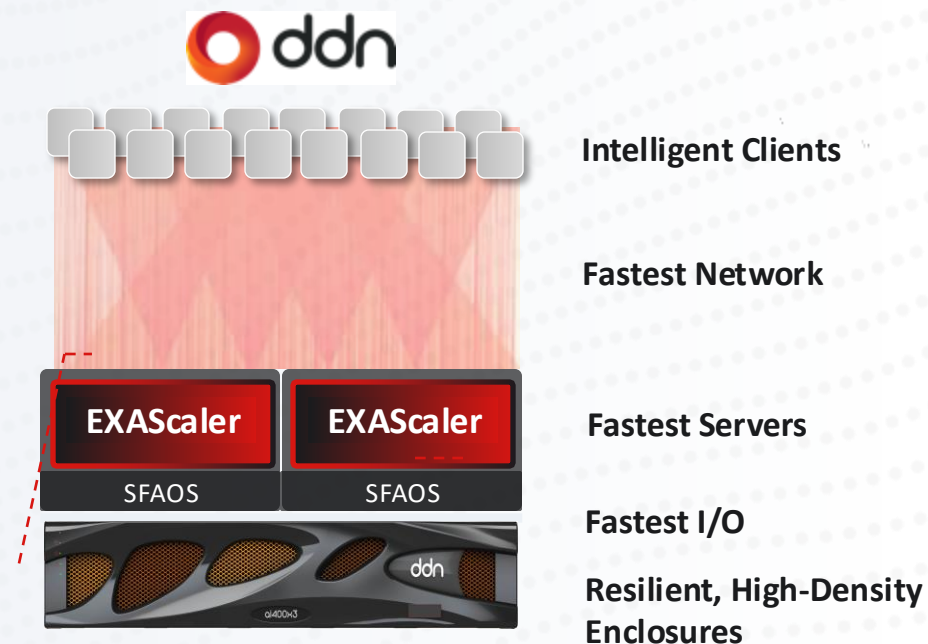 ddn
Intelligent Clients
Fastest Network
EXAScaler EXAScaler
Fastest Servers
SFAOS SFAOS
Fastest I/O
ddn
ai400x3
Resilient, High-Density
Enclosures